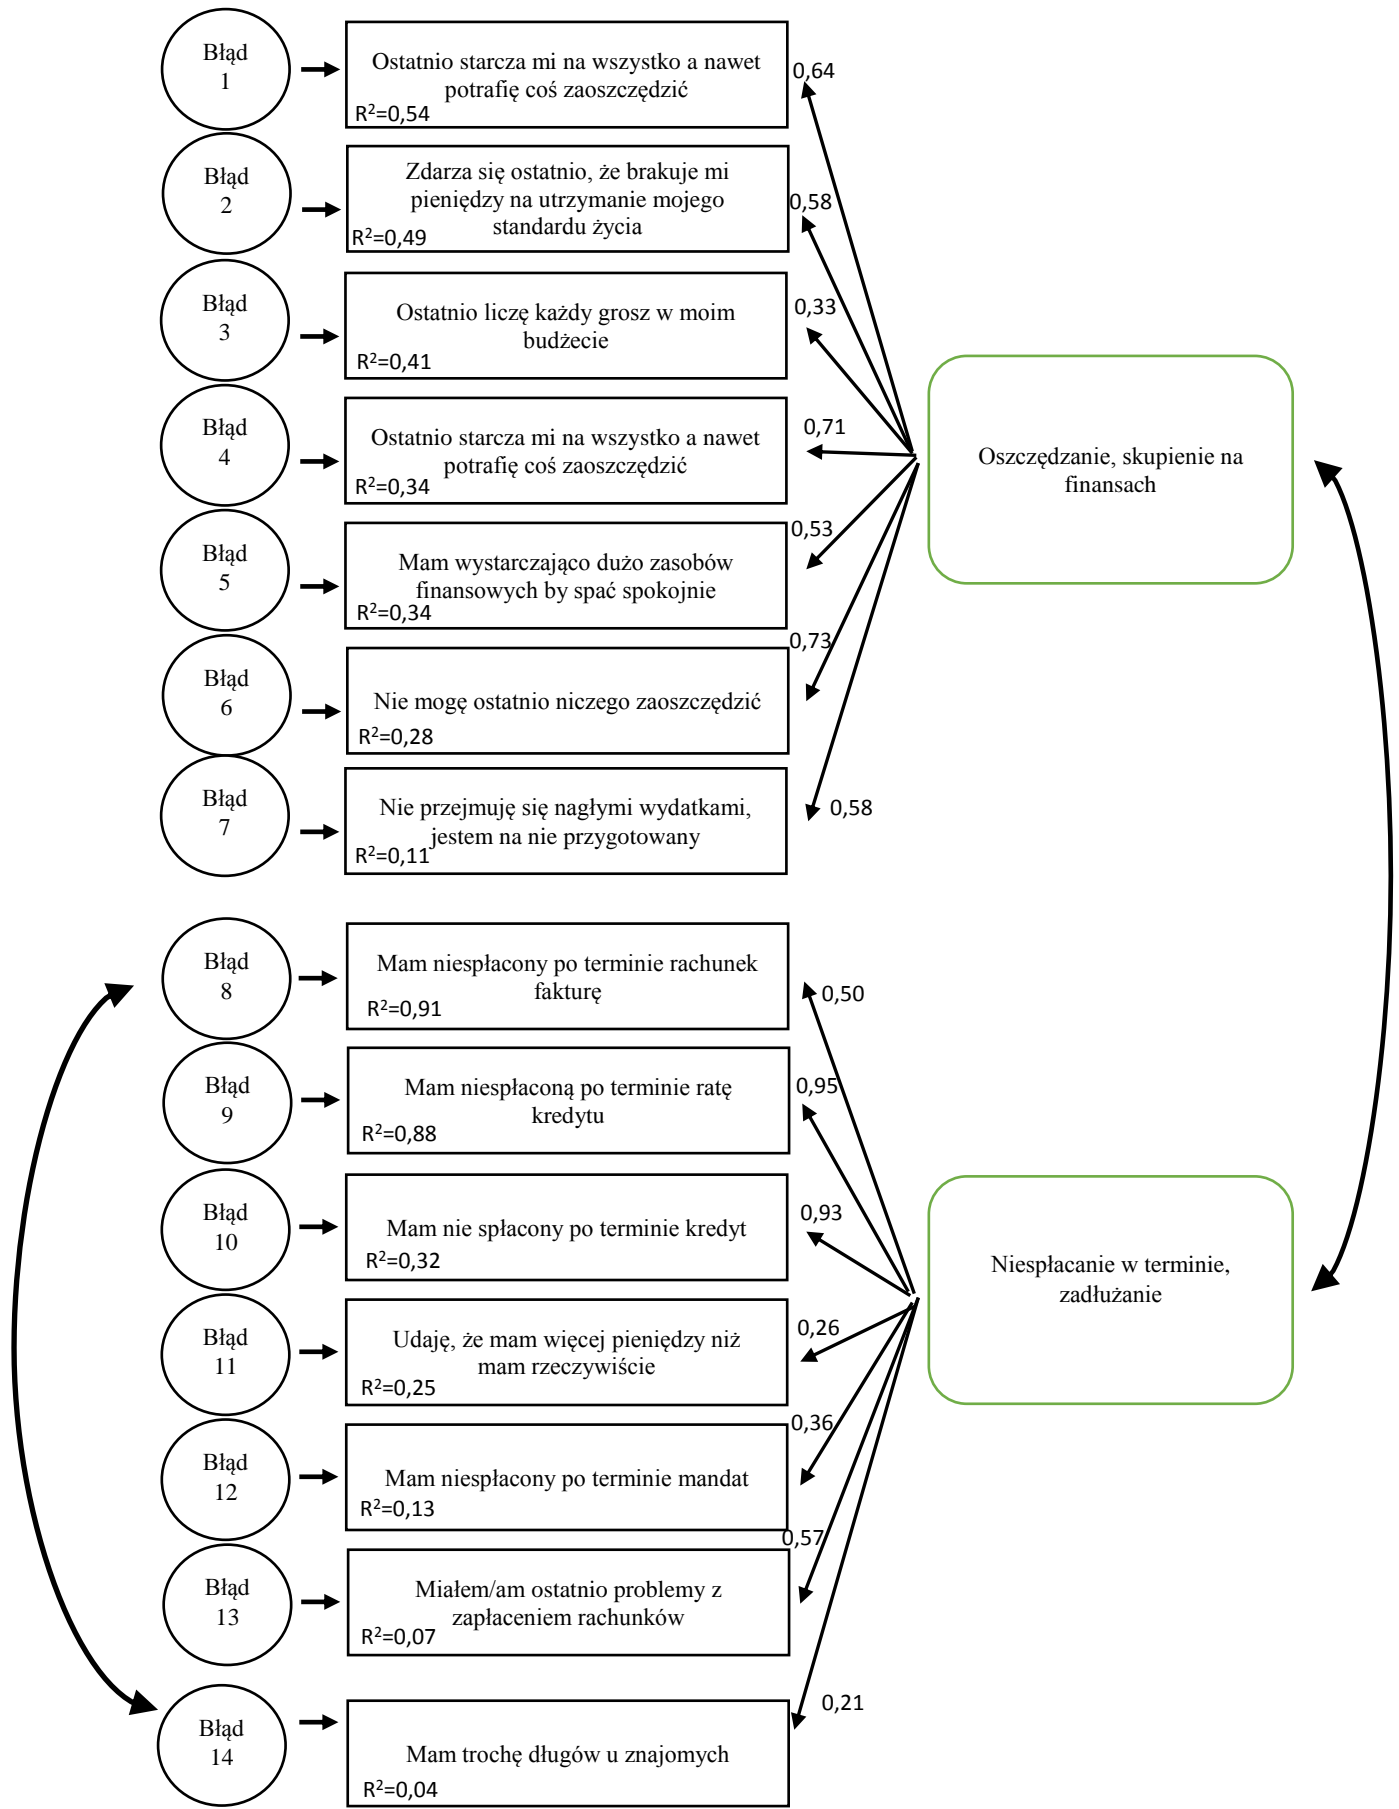 Błąd
1
Ostatnio starcza mi na wszystko a nawet
potrafię coś zaoszczędzić
R²=0,54
0,64
Błąd
2
Zdarza się ostatnio, że brakuje mi
pieniędzy na utrzymanie mojego
standardu życia
R²=0,49
0,58
Błąd
3
Ostatnio liczę każdy grosz w moim
budżecie
R²=0,41
0,33
Błąd
4
Ostatnio starcza mi na wszystko a nawet
potrafię coś zaoszczędzić
R²=0,34
0,71
Oszczędzanie, skupienie na
finansach
Błąd
5
Mam wystarczająco dużo zasobów
finansowych by spać spokojnie
R²=0,34
0,53
Błąd
6
Nie mogę ostatnio niczego zaoszczędzić
R²=0,28
0,73
Błąd
7
Nie przejmuję się nagłymi wydatkami,
jestem na nie przygotowany
R²=0,11
0,58
Błąd
8
Mam niespłacony po terminie rachunek
fakturę
R²=0,91
0,50
Błąd
9
Mam niespłaconą po terminie ratę
kredytu
R²=0,88
0,95
Błąd
10
Mam nie spłacony po terminie kredyt
R²=0,32
0,93
Niespłacanie w terminie,
zadłużanie
Błąd
11
Udaję, że mam więcej pieniędzy niż
mam rzeczywiście
R²=0,25
0,26
Błąd
12
Mam niespłacony po terminie mandat
R²=0,13
0,36
Błąd
13
Miałem/am ostatnio problemy z
zapłaceniem rachunków
R²=0,07
0,57
Błąd
14
Mam trochę długów u znajomych
R²=0,04
0,21